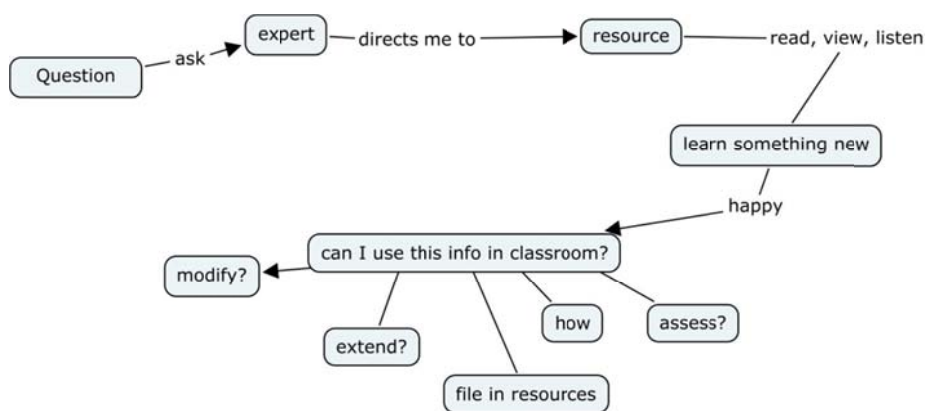 Question
ask
expert
directs me to
resource
read, view, listen
learn something new
happy
can I use this info in classroom?
modify?
extend?
file in resources
how
assess?